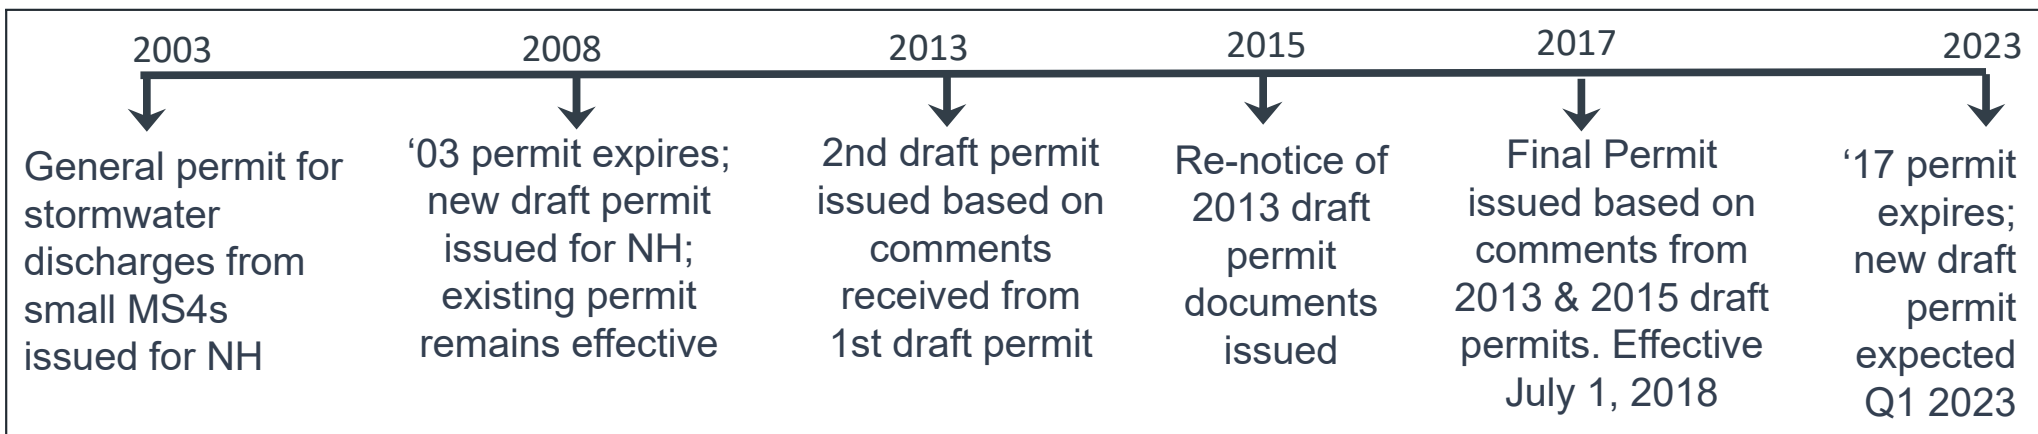 2003
General permit for
stormwater
discharges from
small MS4s
issued for NH
2008
‘03 permit expires;
new draft permit
issued for NH;
existing permit
remains effective
2013
2nd draft permit
issued based on
comments
received from
1st draft permit
2015
Re-notice of
2013 draft
permit
documents
issued
2017
Final Permit
issued based on
comments from
2013 & 2015 draft
permits. Effective
July 1, 2018
2023
‘17 permit
expires;
new draft
permit
expected
Q1 2023